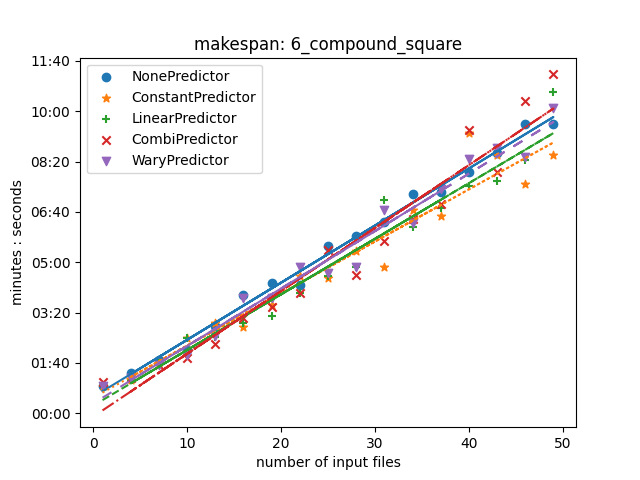 makespan: 6_compound_square
11:40
10:00
08:20
06:40
05:00
03:20
01:40
00:00
minutes : seconds
NonePredictor
ConstantPredictor
LinearPredictor
CombiPredictor
WaryPredictor
0 10 20 30 40 50
number of input files